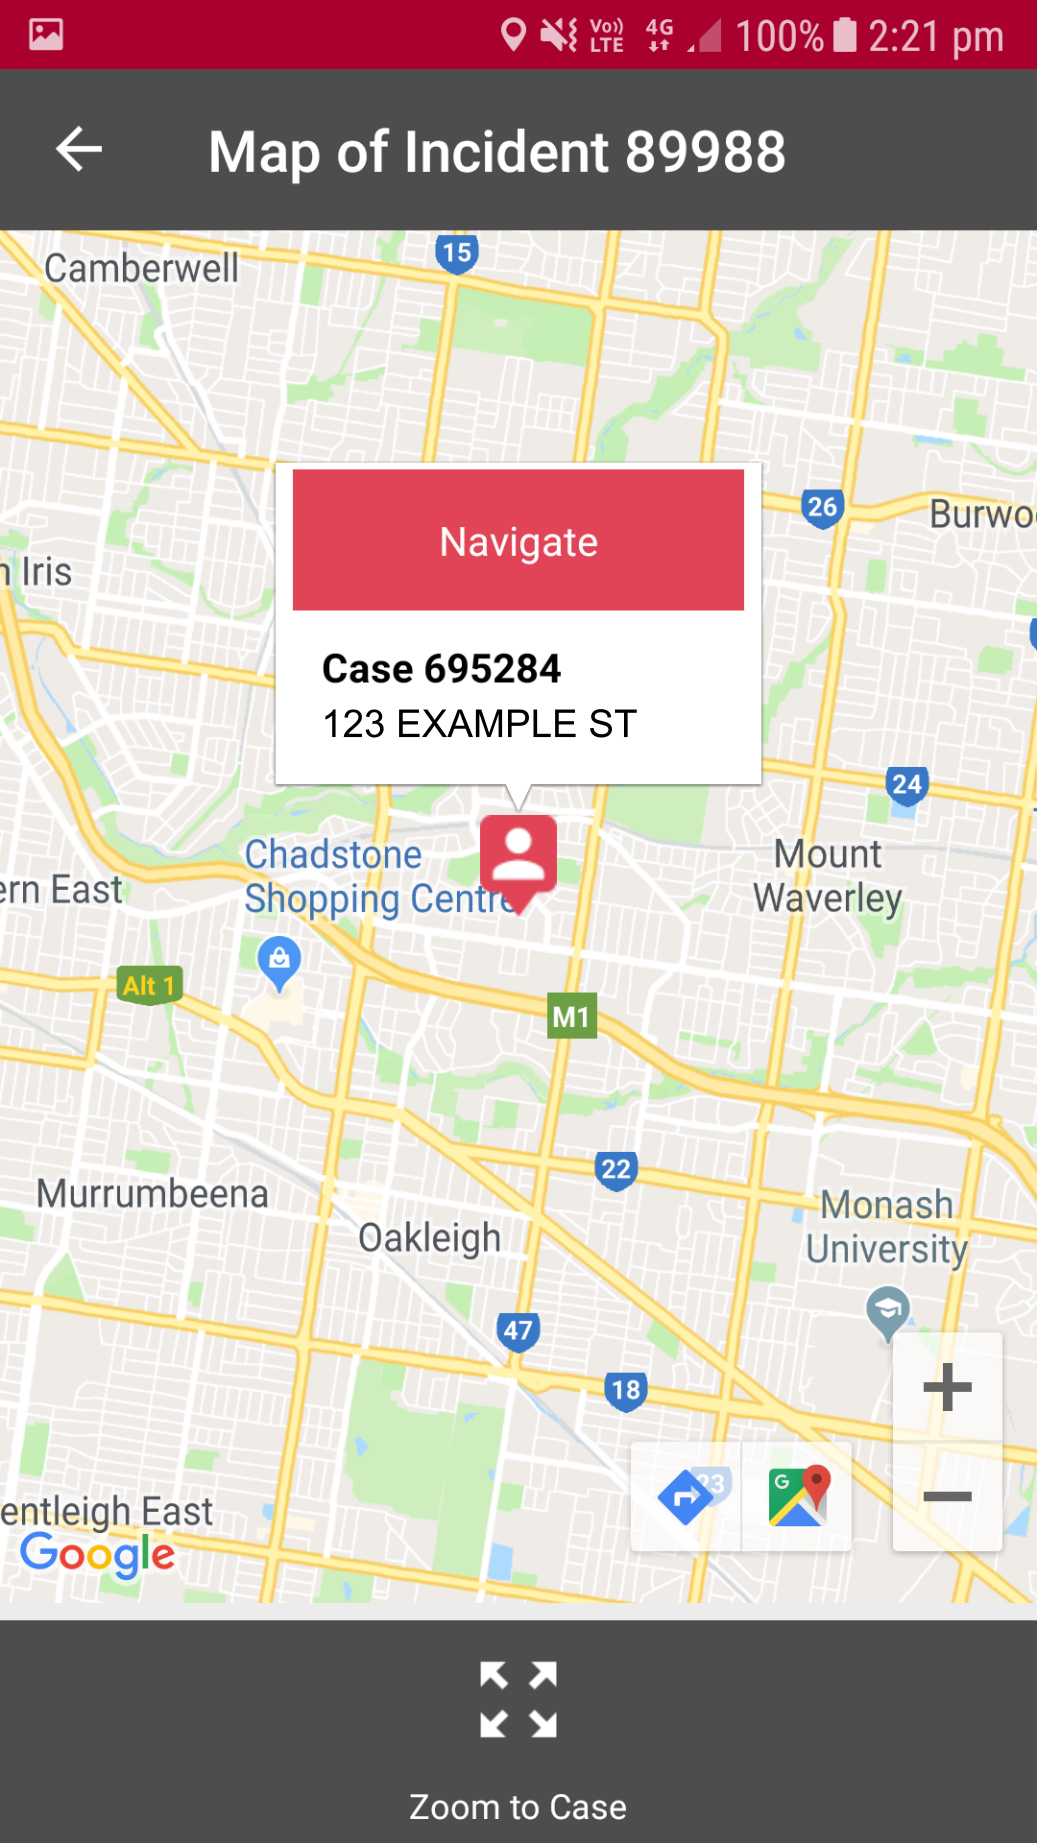 Vo)) LTE 4G 100% 2:21 pm
Map of Incident 89988
Camberwell
15
Navigate
26
Burwo
n Iris
Case 695284
123 EXAMPLE ST
24
Chadstone
Shopping Centre
Mount
Waverley
ern East
Alt 1
M1
22
Murrumbeena
Oakleigh
Monash
University
47
18
23
G
entleigh East
Google
Zoom to Case